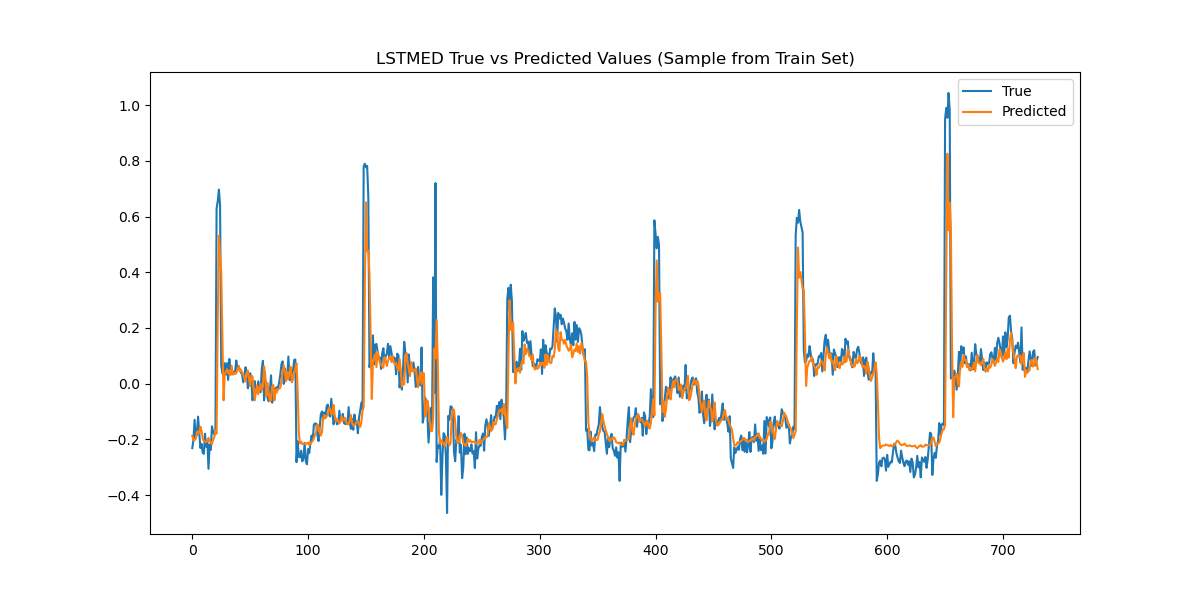 LSTMED True vs Predicted Values (Sample from Train Set)
True
Predicted
1.0
0.8
0.6
0.4
0.2
0.0
−0.2
−0.4
0 100 200 300 400 500 600 700